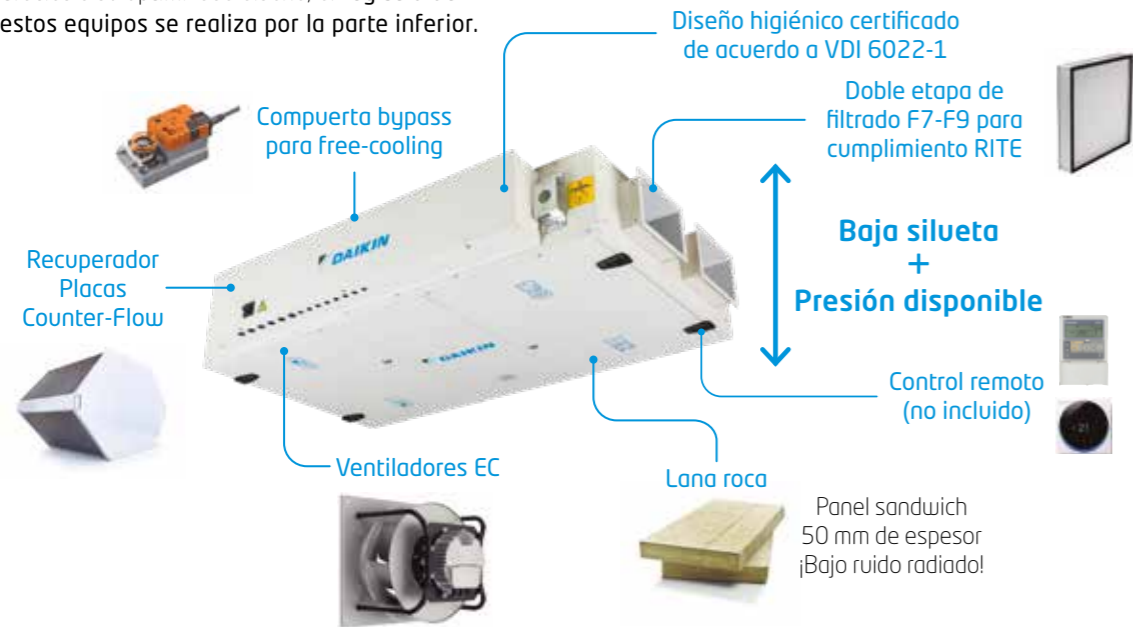 estos equipos se realiza por la parte inferior.
Diseño higiénico certificado
de acuerdo a VDI 6022-1
Compuerta bypass
para free-cooling
Doble etapa de
filtrado F7-F9 para
cumplimiento RITE
Baja silueta
+
Presión disponible
Recuperador
Placas
Counter-Flow
DAIKIN
DAIKIN
Control remoto
(no incluido)
Ventiladores EC
Lana roca
Panel sandwich
50 mm de espesor
¡Bajo ruido radiado!